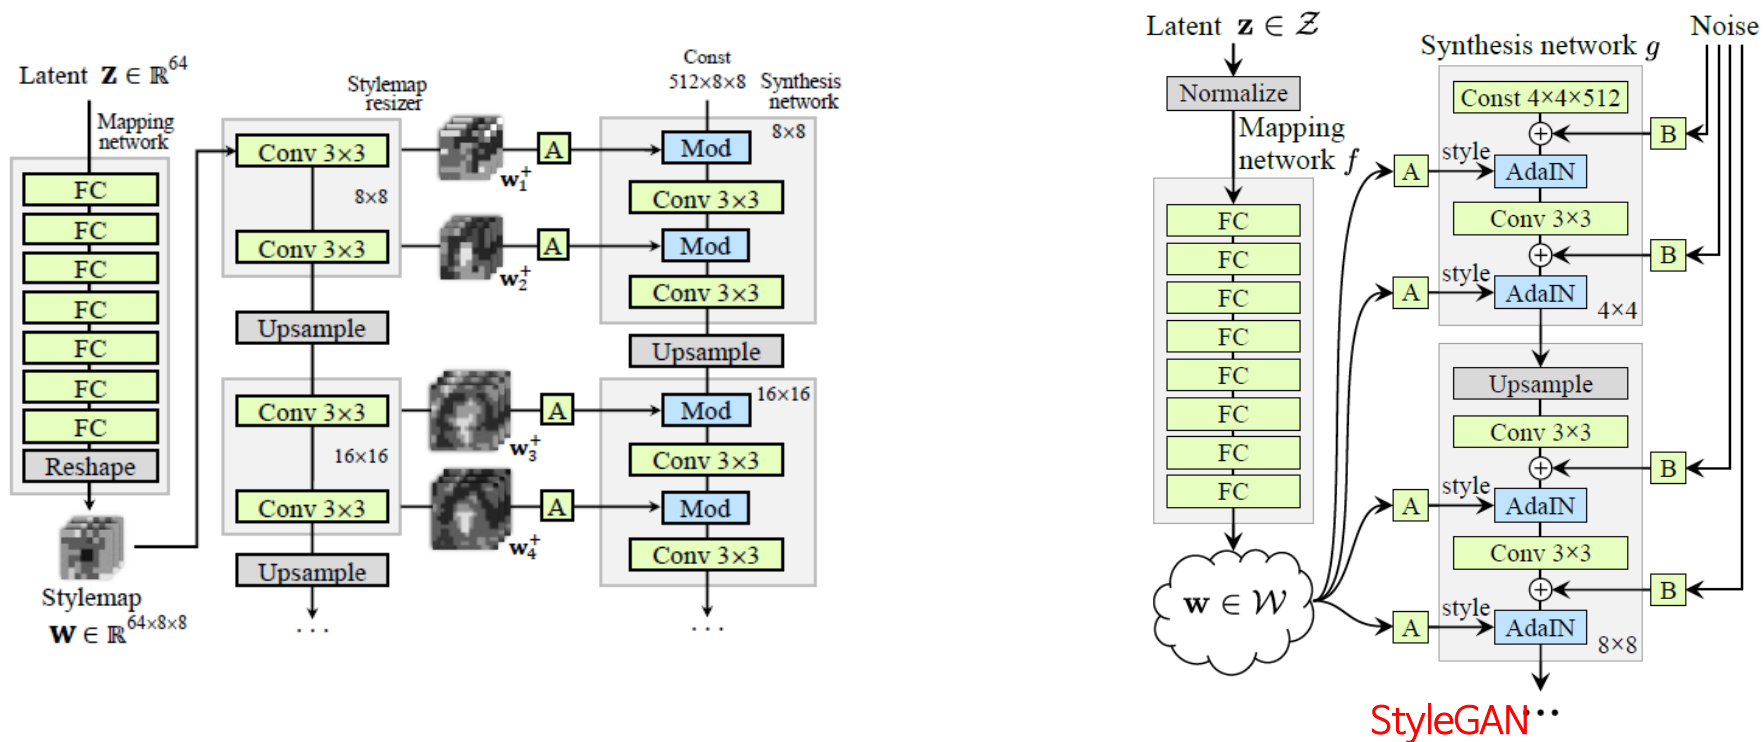 Latent Z ∈ ℝ^64
Mapping
network
FC
FC
FC
FC
FC
FC
FC
Reshape
Stylemap
W ∈ ℝ^64×8×8
Stylemap
resizer
Conv 3×3
8×8
Conv 3×3
Upsample
Conv 3×3
16×16
Conv 3×3
Upsample
...
w₁⁺
A
w₂⁺
A
w₃⁺
A
w₄⁺
A
Const
512×8×8
Synthesis
network
8×8
Mod
Conv 3×3
Mod
Conv 3×3
Upsample
16×16
Mod
Conv 3×3
Mod
Conv 3×3
...
Latent z ∈ 𝒵
Normalize
Mapping
network f
FC
FC
FC
FC
FC
FC
FC
FC
w ∈ 𝒲
A
style
A
style
A
style
A
style
Synthesis network g
Const 4×4×512
+
AdaIN
Conv 3×3
+
AdaIN
4×4
Upsample
Conv 3×3
+
AdaIN
Conv 3×3
+
AdaIN
8×8
...
Noise
B
B
B
B
StyleGAN